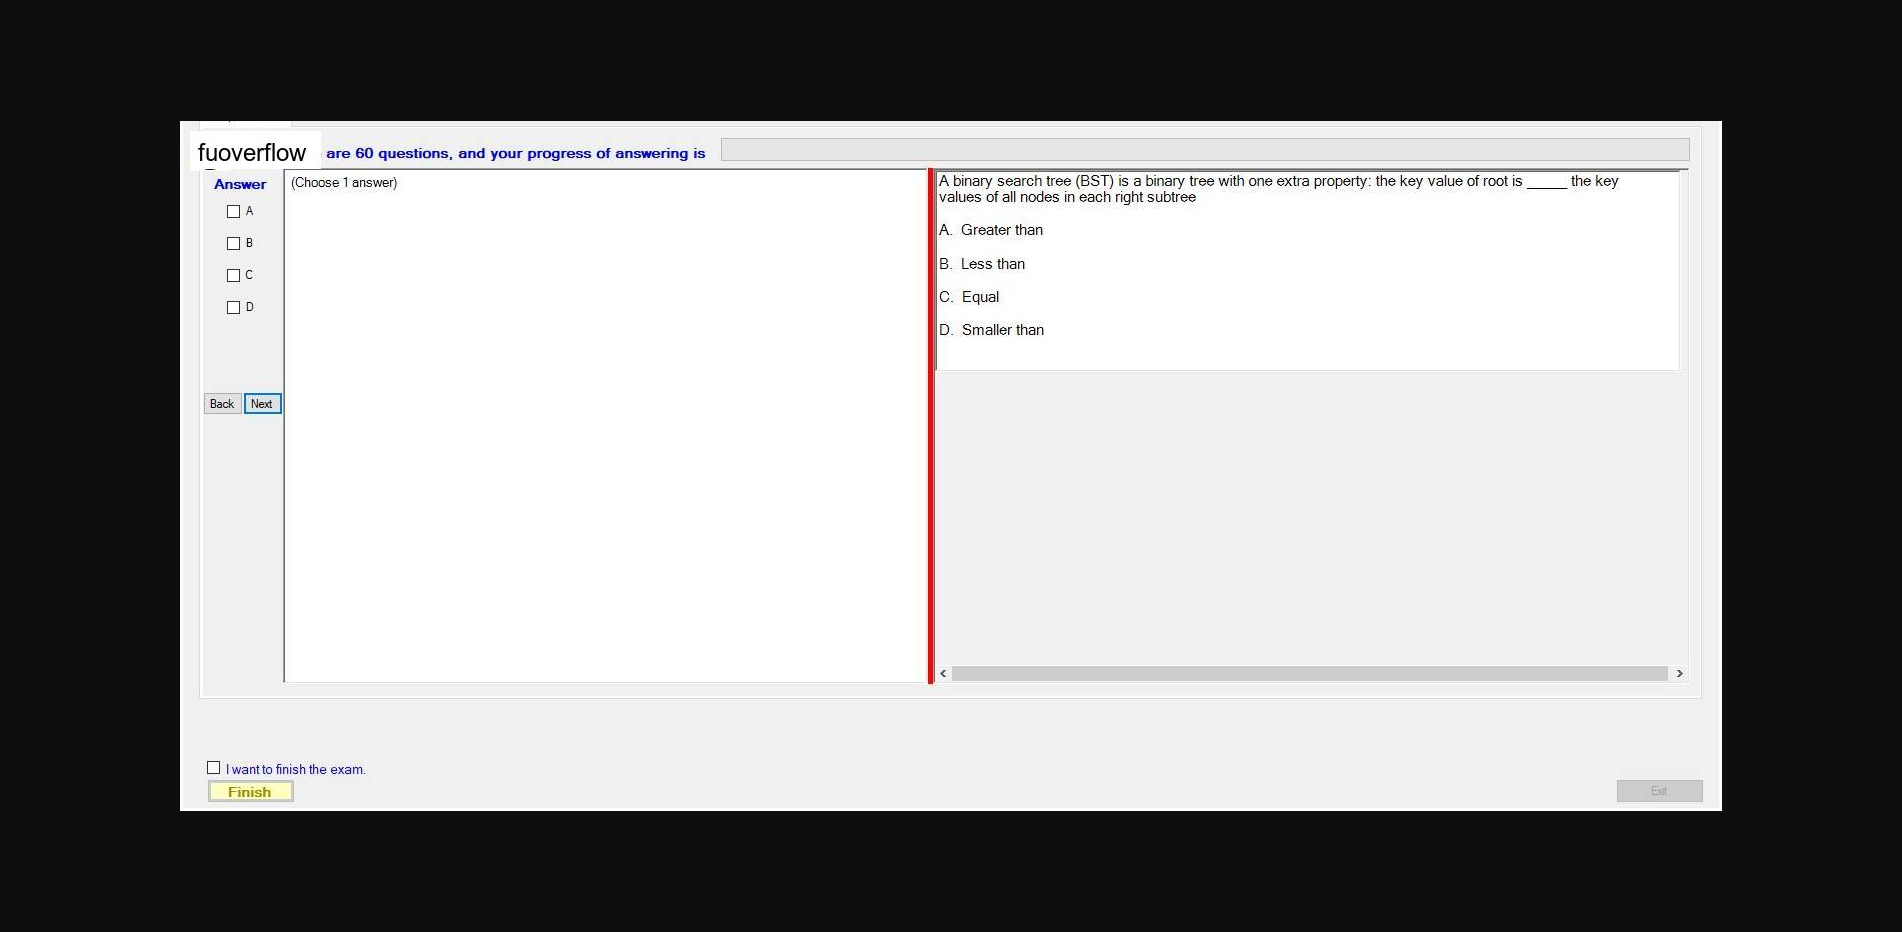 fuoverflow are 60 questions, and your progress of answering is
Answer
A
B
C
D
Back Next
(Choose 1 answer)
A binary search tree (BST) is a binary tree with one extra property: the key value of root is _____ the key
values of all nodes in each right subtree
A. Greater than
B. Less than
C. Equal
D. Smaller than
I want to finish the exam.
Finish
Exit